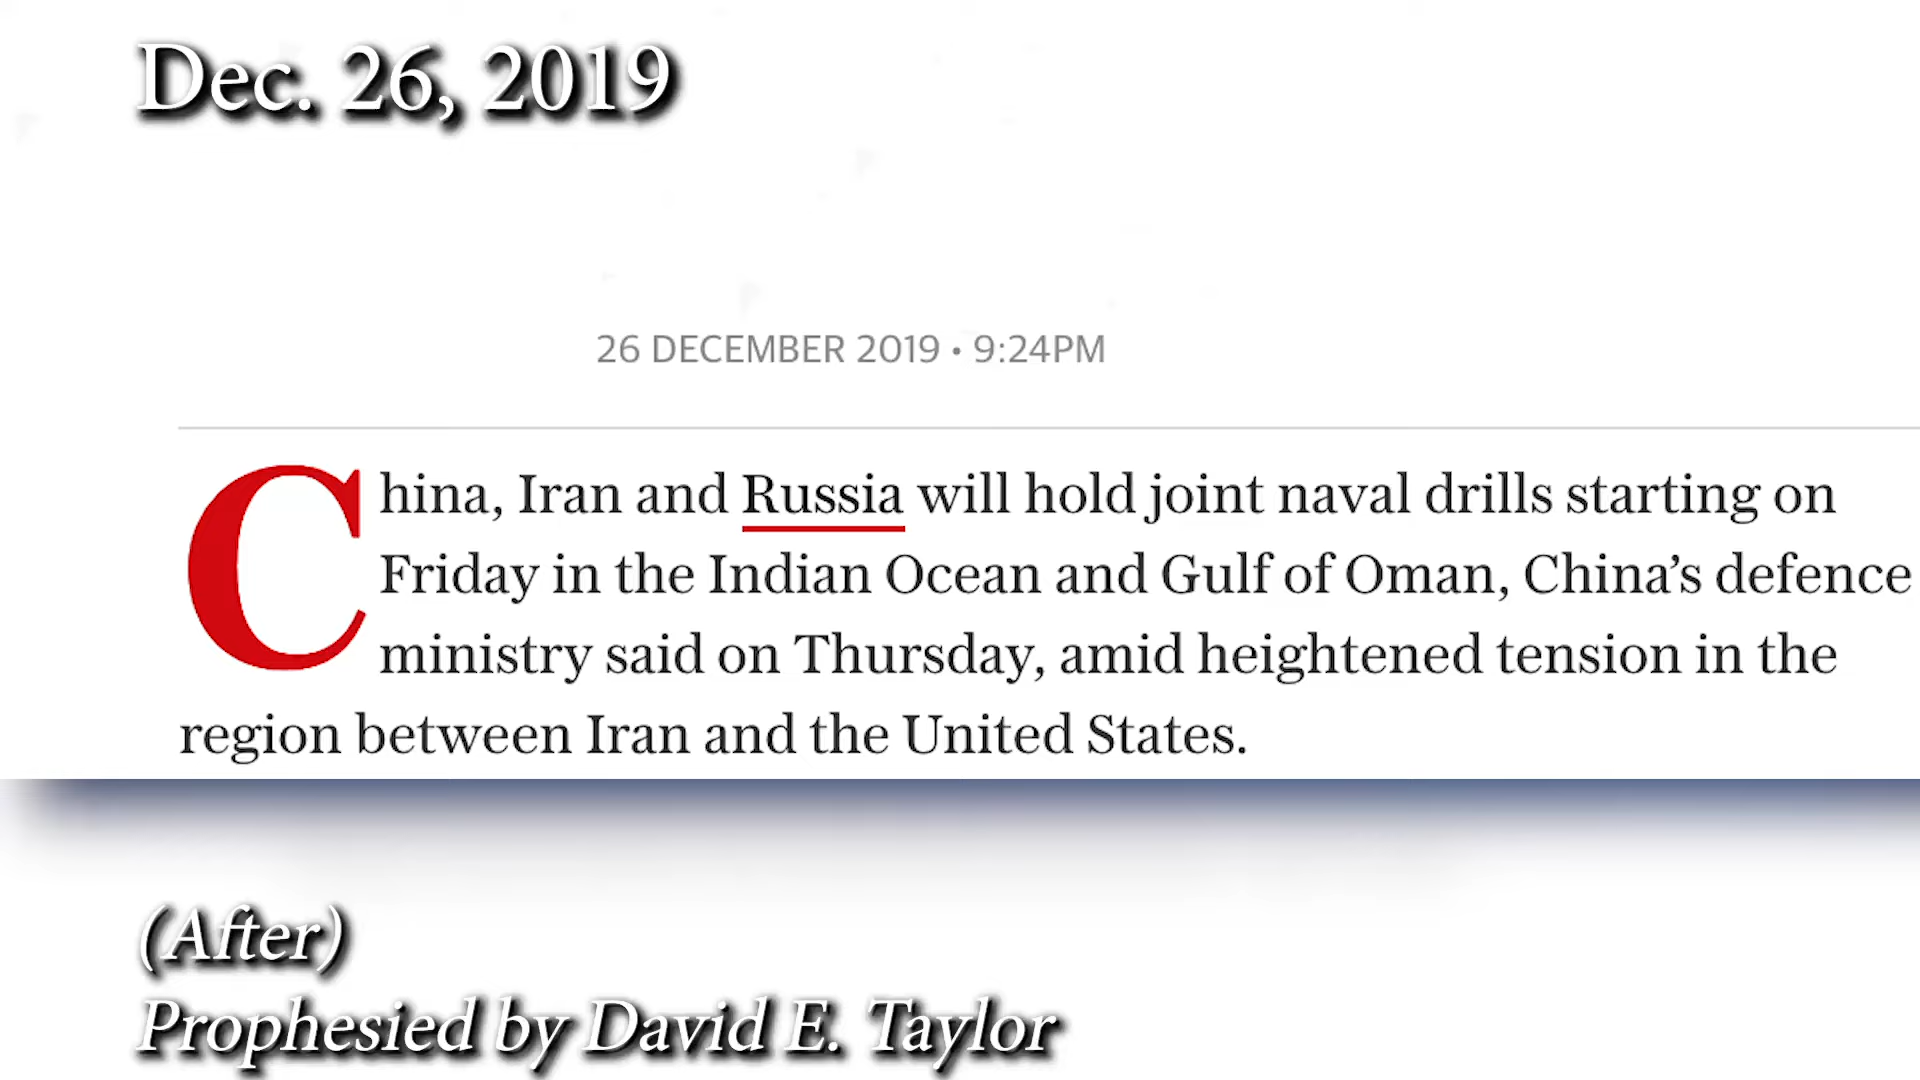 Dec. 26, 2019
26 DECEMBER 2019 • 9:24PM
China, Iran and Russia will hold joint naval drills starting on
Friday in the Indian Ocean and Gulf of Oman, China’s defence
ministry said on Thursday, amid heightened tension in the
region between Iran and the United States.
(After)
Prophesied by David E. Taylor